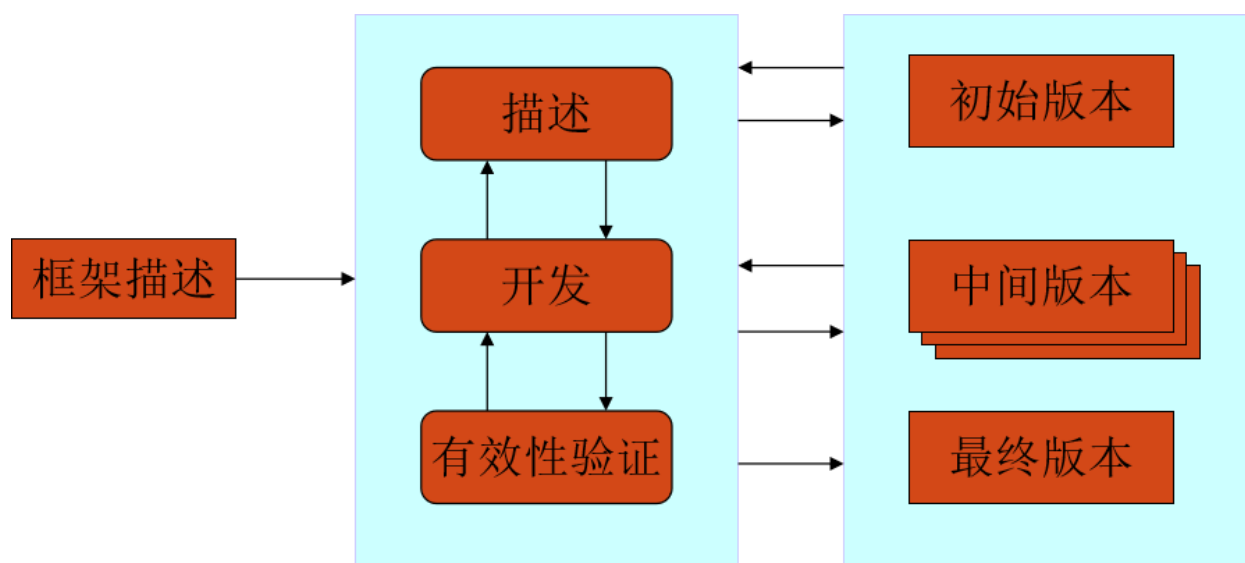 框架描述
描述
开发
有效性验证
初始版本
中间版本
最终版本